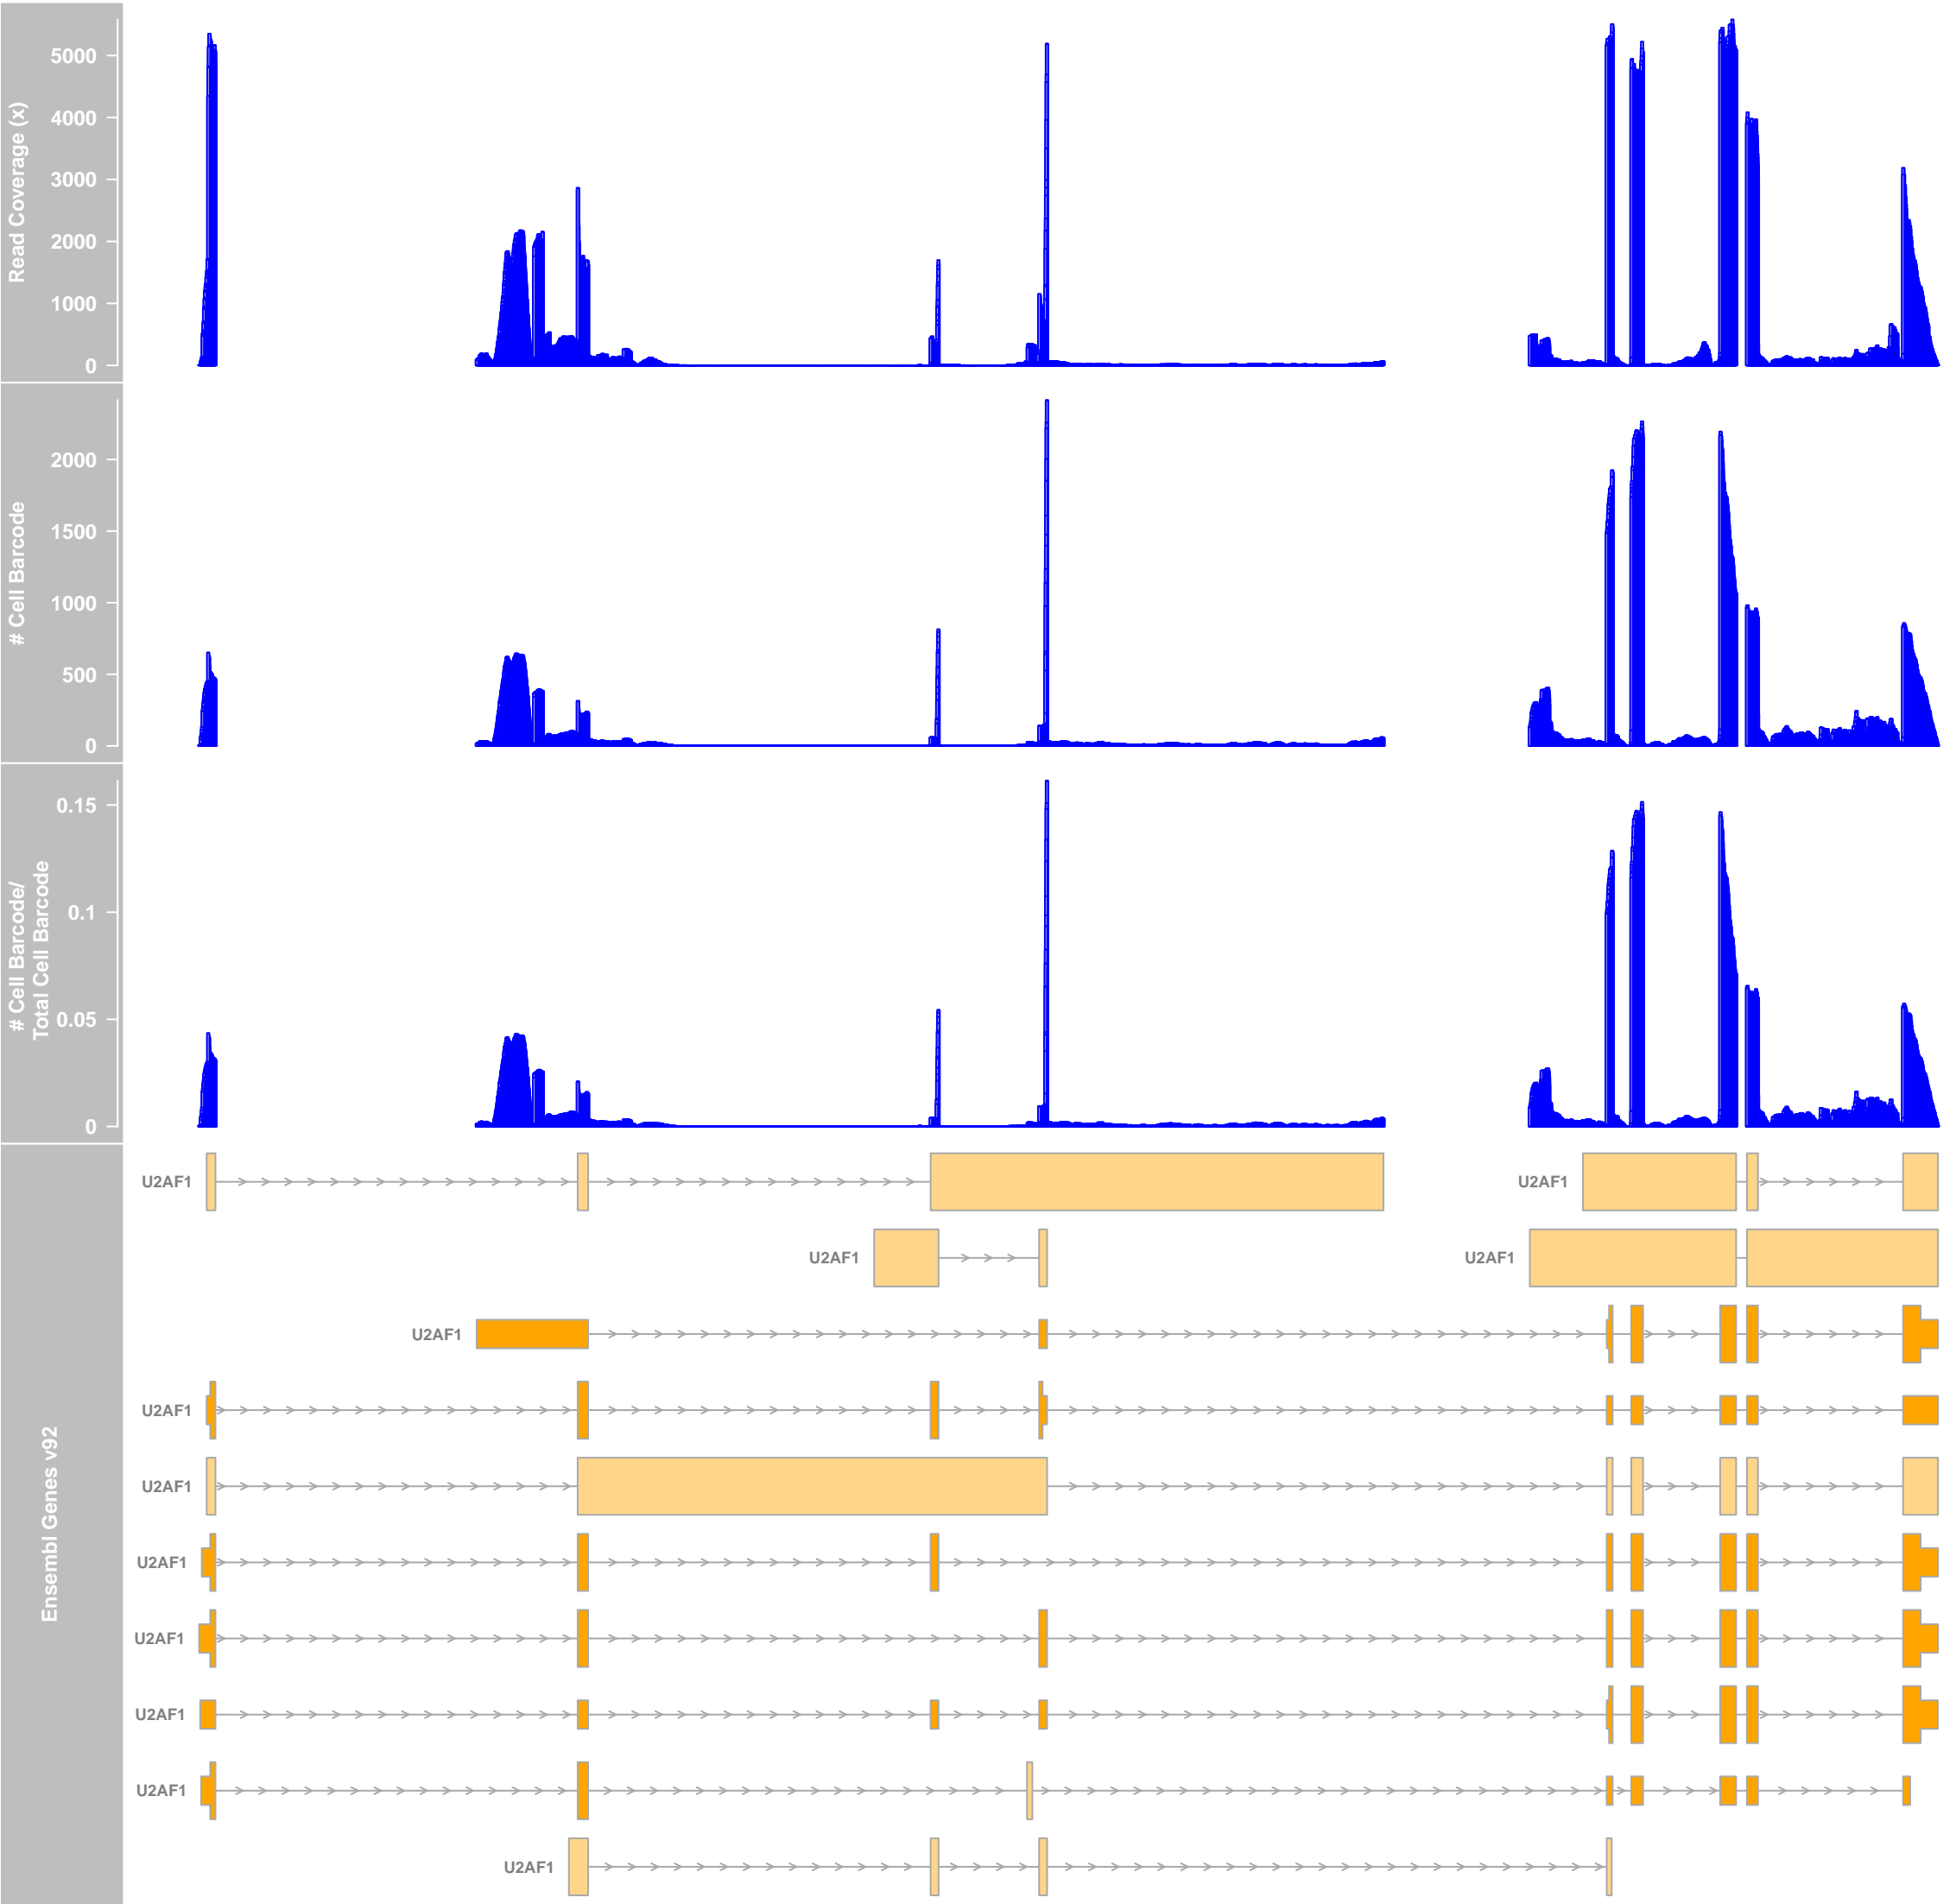 Read Coverage (x)
5000
4000
3000
2000
1000
0
# Cell Barcode
2000
1500
1000
500
0
# Cell Barcode/
Total Cell Barcode
0.15
0.1
0.05
0
Ensembl Genes v92
U2AF1
U2AF1
U2AF1
U2AF1
U2AF1
U2AF1
U2AF1
U2AF1
U2AF1
U2AF1
U2AF1
U2AF1